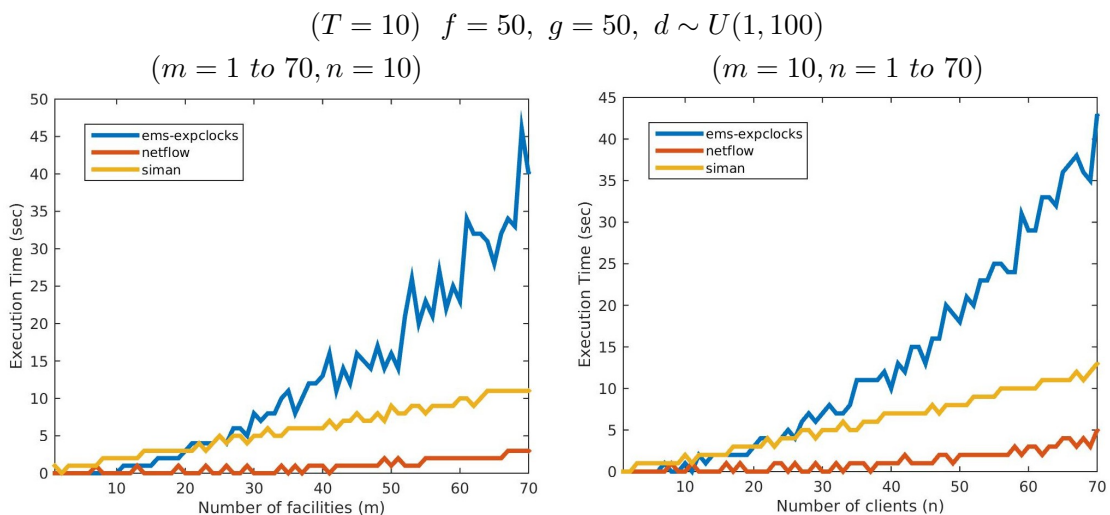 (T = 10) f = 50, g = 50, d ∼ U(1, 100)
(m = 1 to 70, n = 10)
(m = 10, n = 1 to 70)
50
45
40
35
30
25
20
15
10
5
0
Execution Time (sec)
ems-expclocks
netflow
siman
10 20 30 40 50 60 70
Number of facilities (m)
45
40
35
30
25
20
15
10
5
0
Execution Time (sec)
ems-expclocks
netflow
siman
10 20 30 40 50 60 70
Number of clients (n)